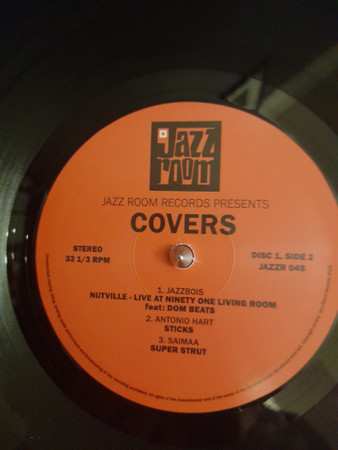 Jazz
room
JAZZ ROOM RECORDS PRESENTS
COVERS
STEREO
33 1/3 RPM
DISC 1, SIDE 2
JAZZR 045
1. JAZZBOIS
NUTVILLE - LIVE AT NINETY ONE LIVING ROOM
feat: DOM BEATS
2. ANTONIO HART
STICKS
3. SAIMAA
SUPER STRUT